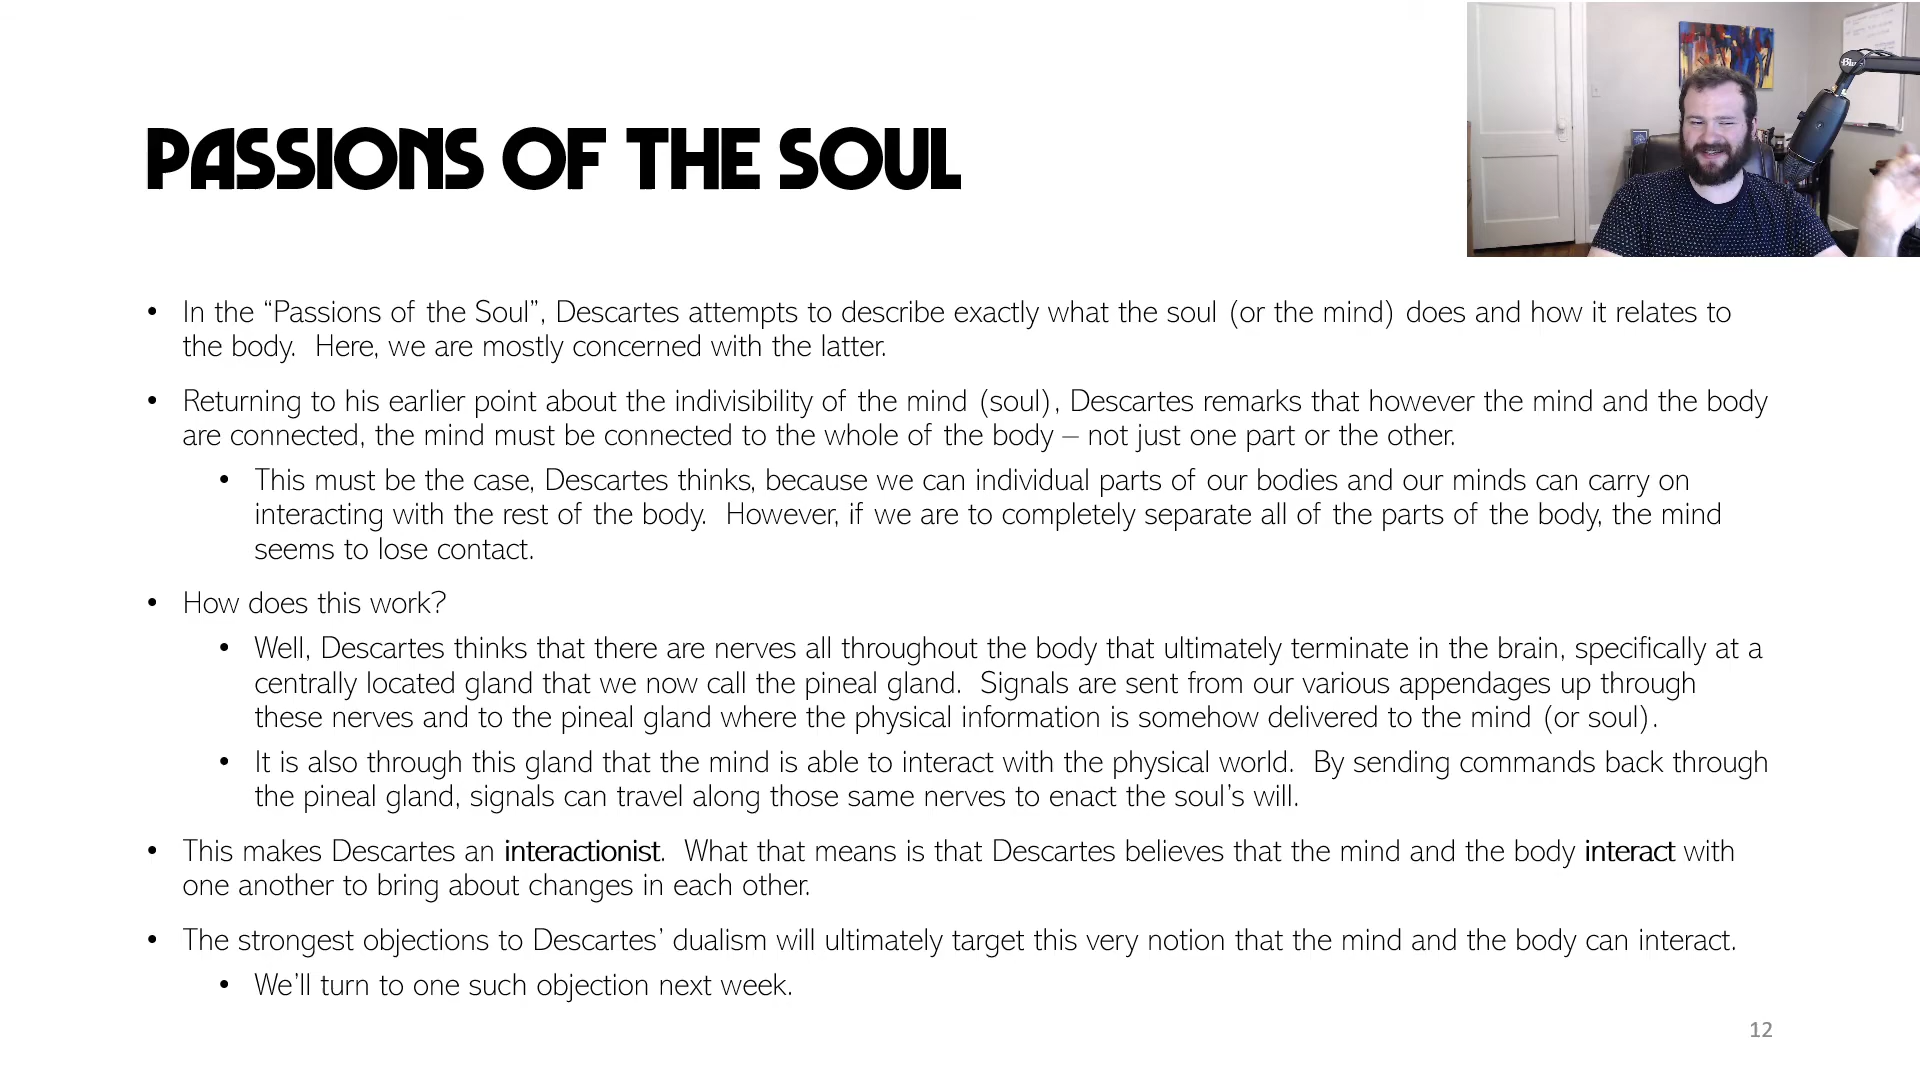 PASSIONS OF THE SOUL
• In the “Passions of the Soul”, Descartes attempts to describe exactly what the soul (or the mind) does and how it relates to
the body.  Here, we are mostly concerned with the latter.
• Returning to his earlier point about the indivisibility of the mind (soul), Descartes remarks that however the mind and the body
are connected, the mind must be connected to the whole of the body – not just one part or the other.
• This must be the case, Descartes thinks, because we can individual parts of our bodies and our minds can carry on
interacting with the rest of the body.  However, if we are to completely separate all of the parts of the body, the mind
seems to lose contact.
• How does this work?
• Well, Descartes thinks that there are nerves all throughout the body that ultimately terminate in the brain, specifically at a
centrally located gland that we now call the pineal gland.  Signals are sent from our various appendages up through
these nerves and to the pineal gland where the physical information is somehow delivered to the mind (or soul).
• It is also through this gland that the mind is able to interact with the physical world.  By sending commands back through
the pineal gland, signals can travel along those same nerves to enact the soul’s will.
• This makes Descartes an interactionist.  What that means is that Descartes believes that the mind and the body interact with
one another to bring about changes in each other.
• The strongest objections to Descartes’ dualism will ultimately target this very notion that the mind and the body can interact.
• We’ll turn to one such objection next week.
12